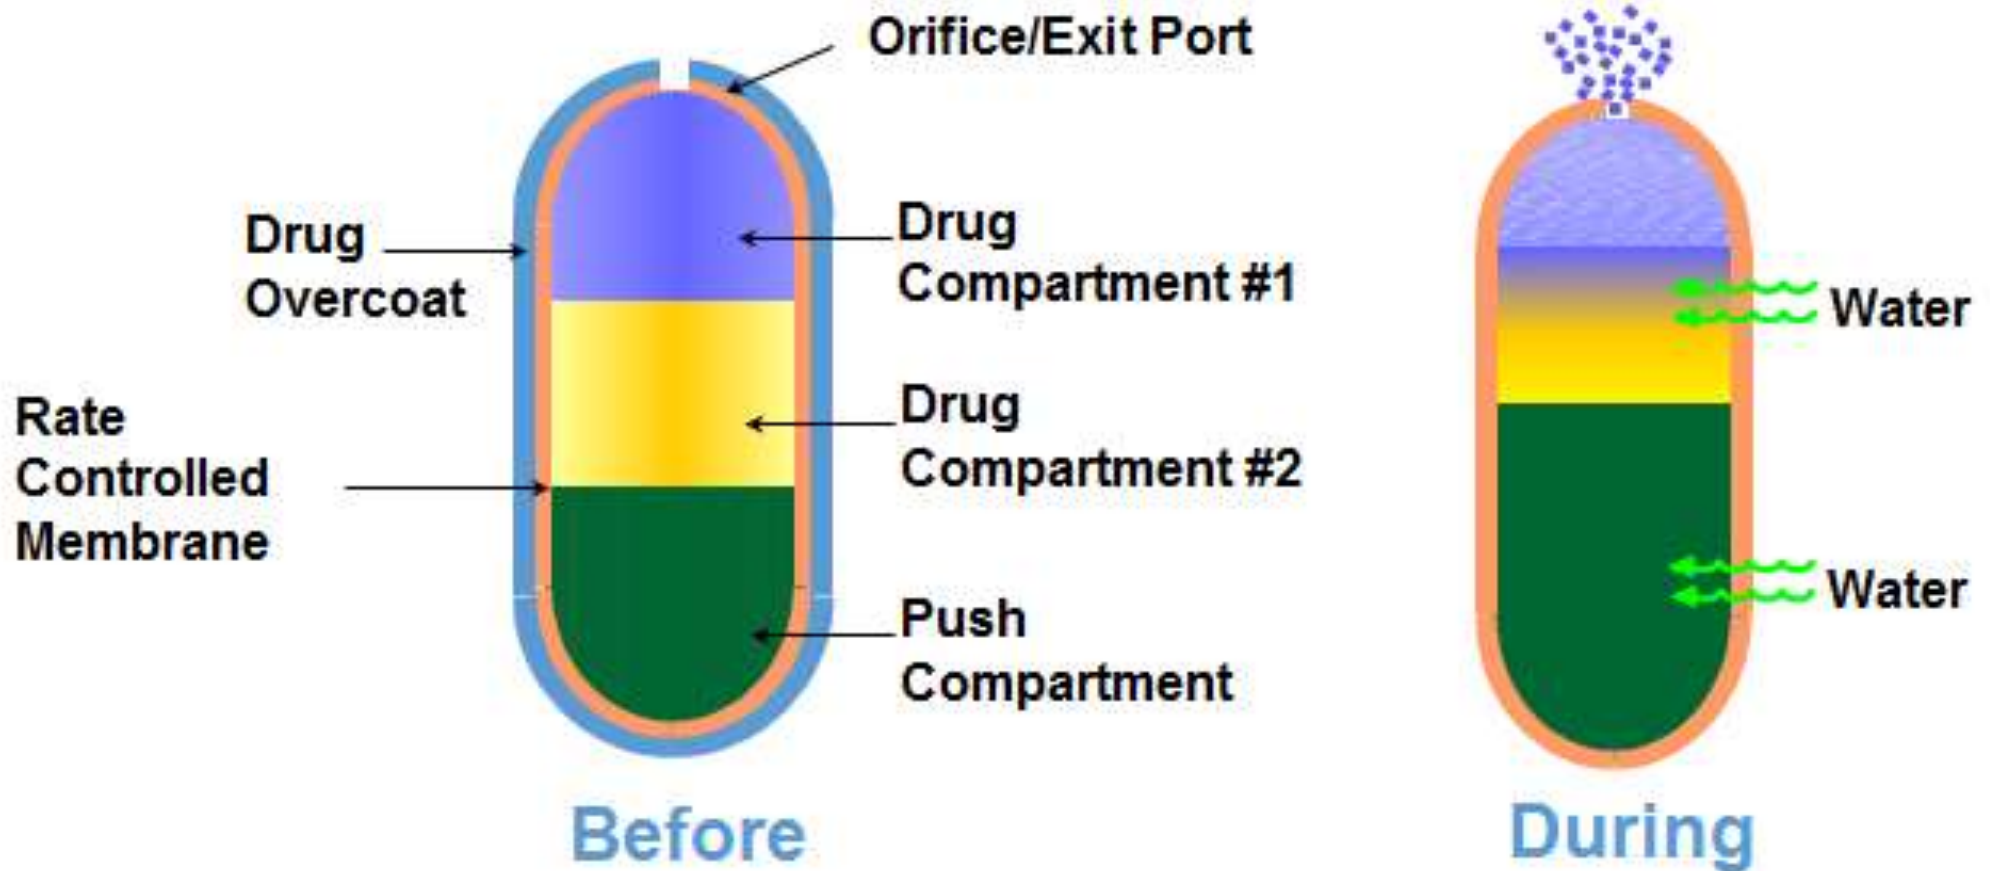 Orifice/Exit Port
Drug
Overcoat
Drug
Compartment #1
Rate
Controlled
Membrane
Drug
Compartment #2
Push
Compartment
Before
Water
Water
During